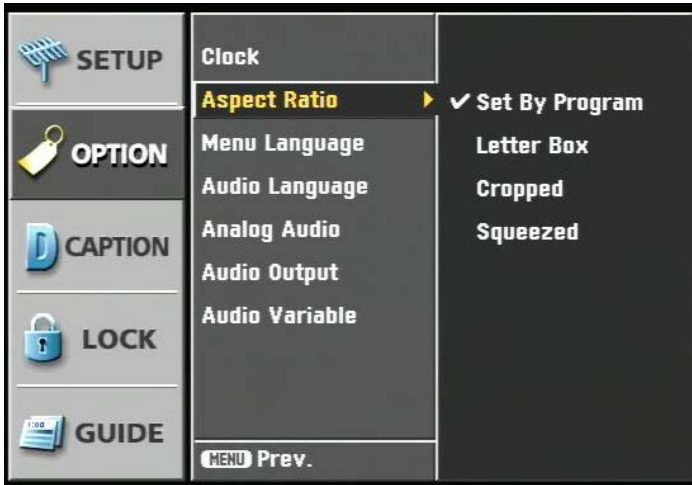 SETUP
OPTION
CAPTION
LOCK
GUIDE
Clock
Aspect Ratio
Menu Language
Audio Language
Analog Audio
Audio Output
Audio Variable
MENU Prev.
✔ Set By Program
Letter Box
Cropped
Squeezed